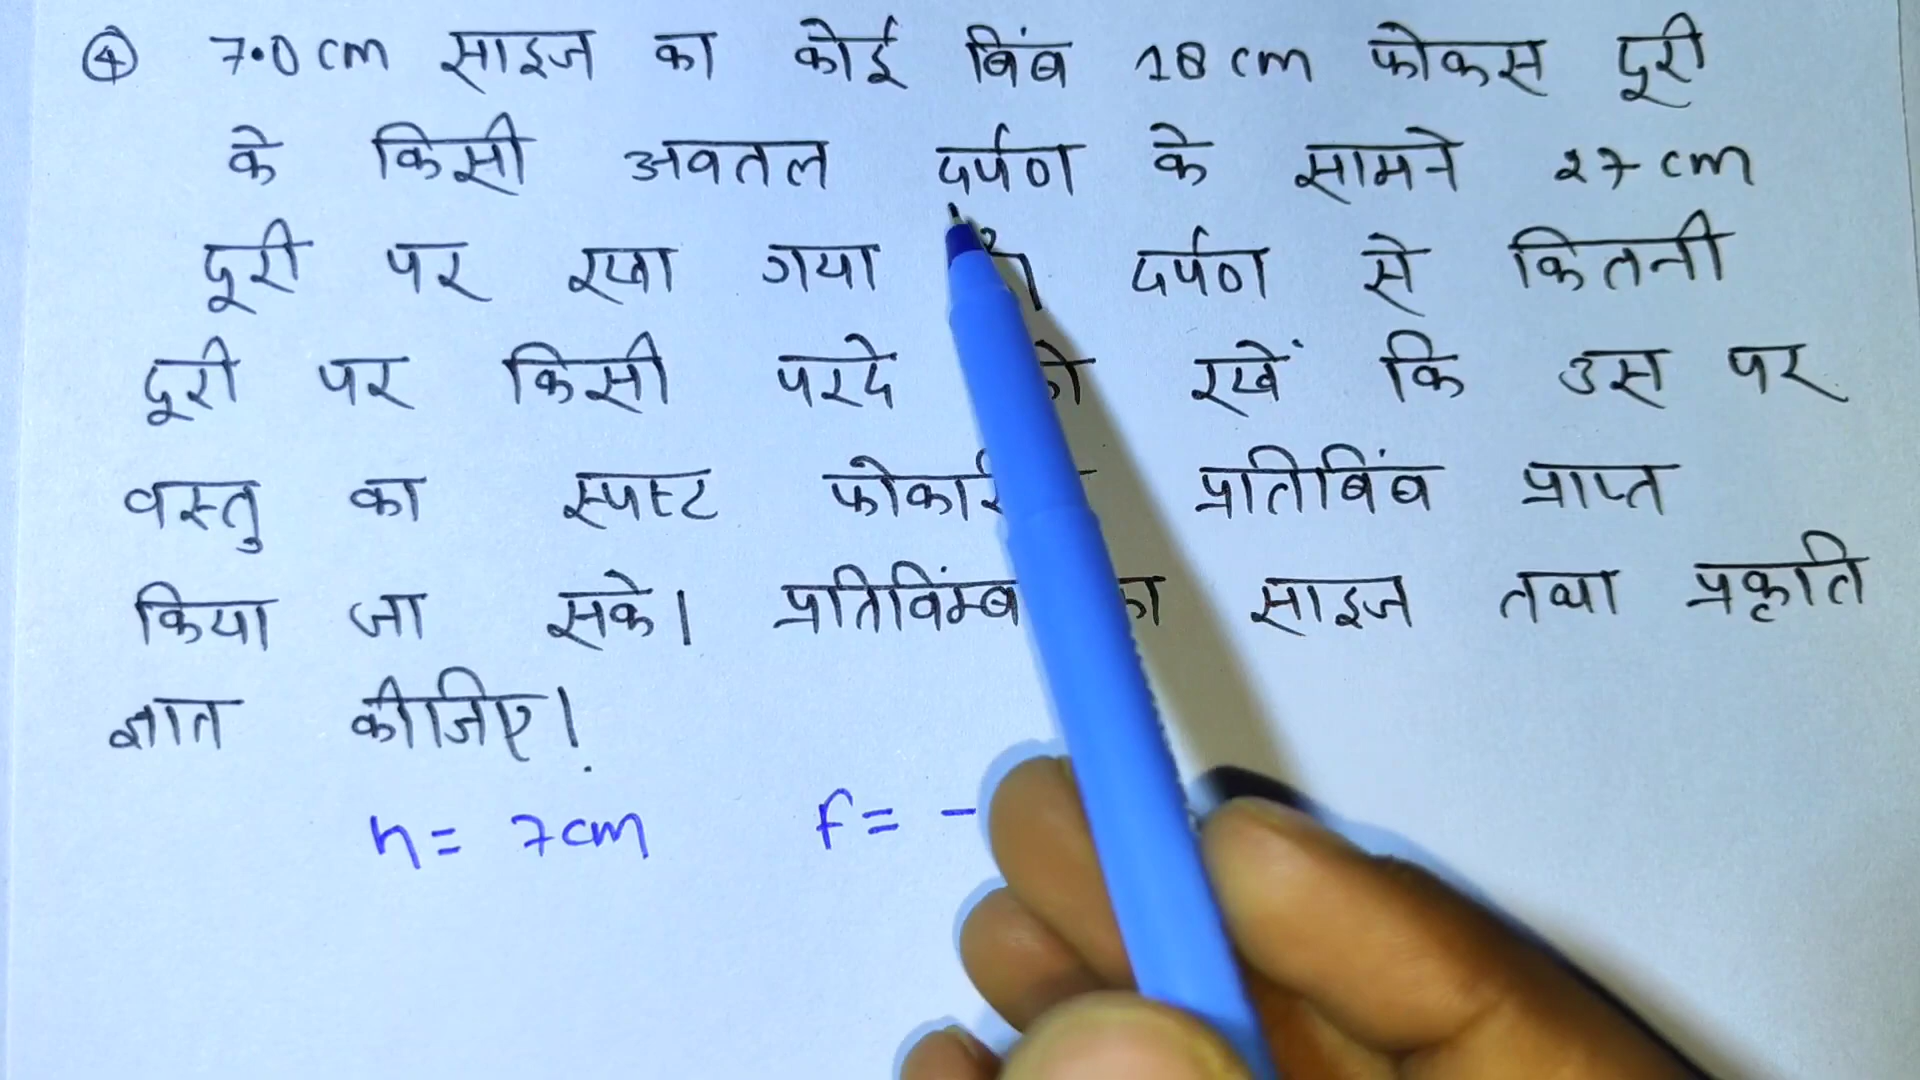 ④ 7.0 cm साइज का कोई बिंब 18 cm फोकस दूरी
के किसी अवतल दर्पण के सामने 27 cm
दूरी पर रखा गया दर्पण से कितनी
दूरी पर किसी परदे को रखें कि उस पर
वस्तु का स्पष्ट प्रतिबिंब प्राप्त
किया जा सके। प्रतिविंम्ब का साइज तथा प्रकृति
ज्ञात कीजिए।
h = 7cm f = -